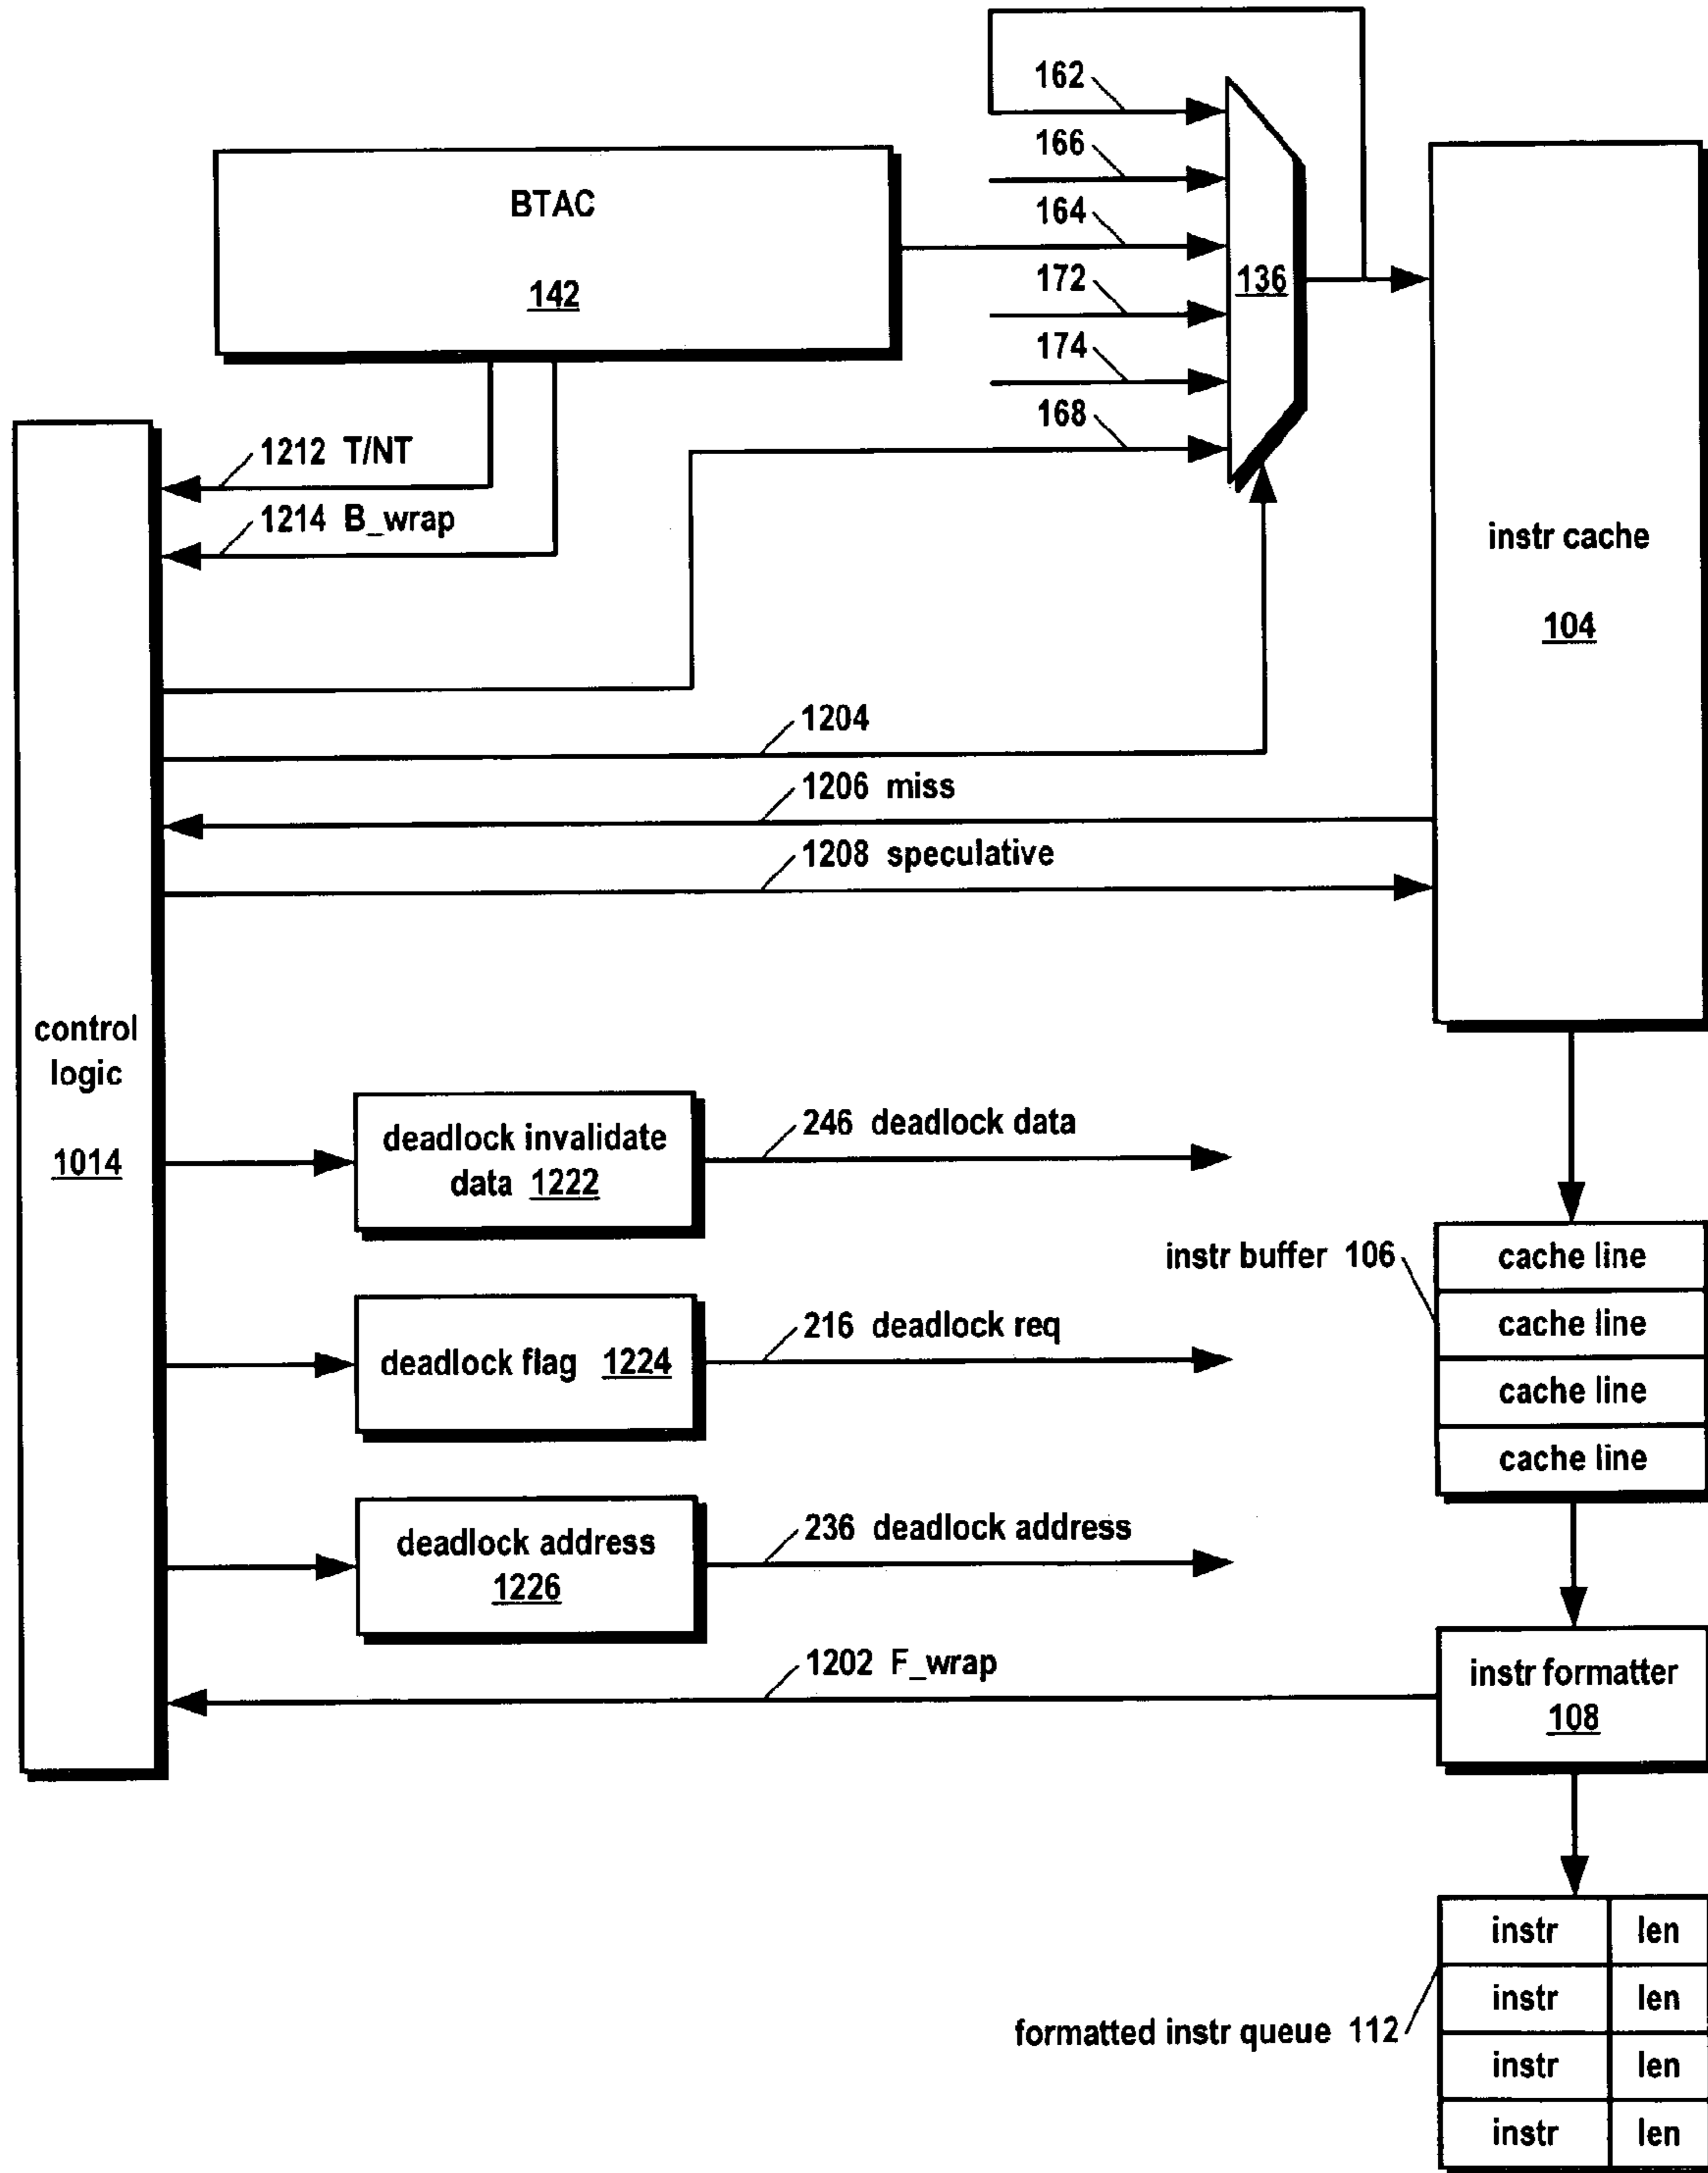 162
166
BTAC
164
142
172
136
174
168
1212 T/NT
1214 B_wrap
instr cache
104
1204
1206 miss
1208 speculative
control
logic
1014
deadlock invalidate
data 1222
246 deadlock data
instr buffer 106
cache line
cache line
cache line
cache line
deadlock flag 1224
216 deadlock req
deadlock address
1226
236 deadlock address
1202 F_wrap
instr formatter
108
instr len
instr len
formatted instr queue 112
instr len
instr len